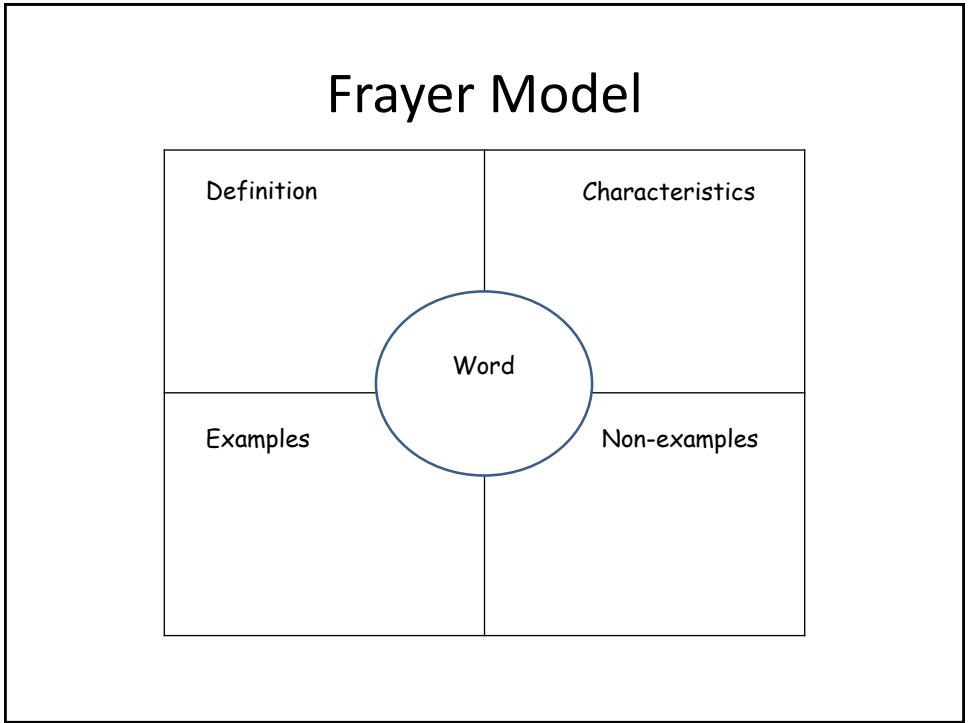 Frayer Model
Definition
Characteristics
Word
Examples
Non-examples